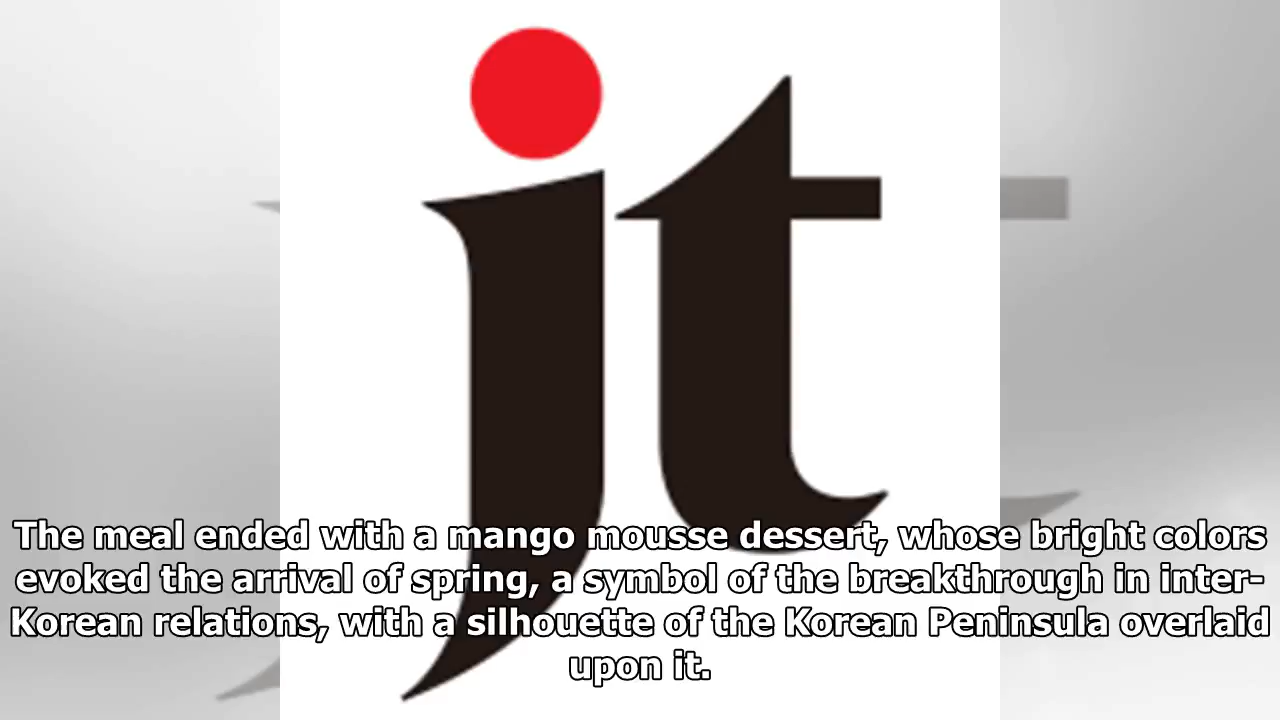 jt
The meal ended with a mango mousse dessert, whose bright colors
evoked the arrival of spring, a symbol of the breakthrough in inter-
Korean relations, with a silhouette of the Korean Peninsula overlaid
upon it.